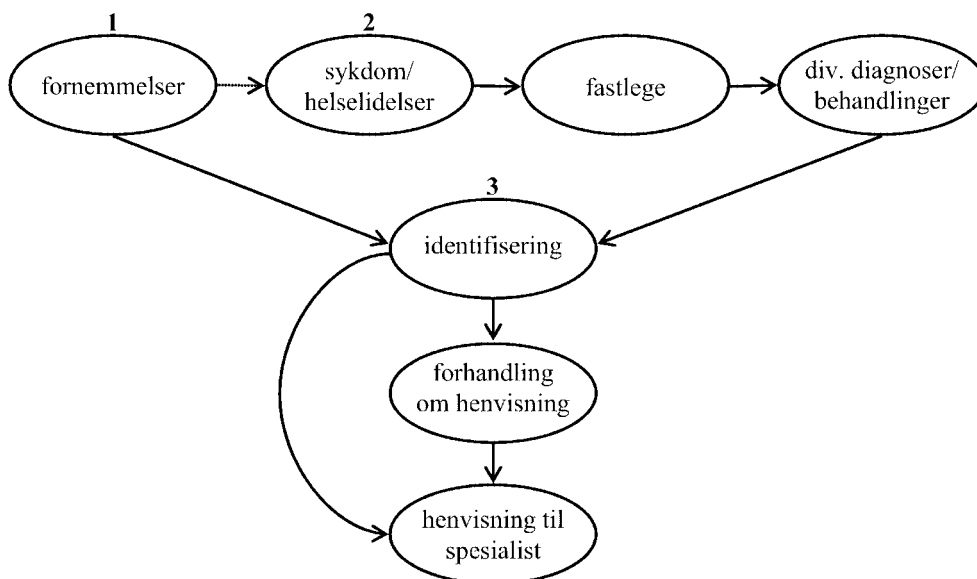 1
fornemmelser
2
sykdom/
helselidelser
fastlege
div. diagnoser/
behandlinger
3
identifisering
forhandling
om henvisning
henvisning til
spesialist